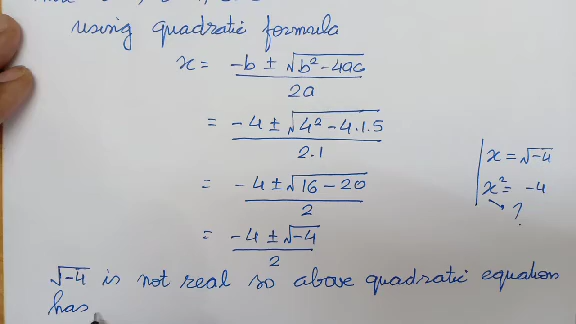 using quadratic formula
x = -b ± √b² - 4ac / 2a
= -4 ± √4² - 4.1.5 / 2.1
= -4 ± √16 - 20 / 2
= -4 ± √-4 / 2
x = √-4
x² = -4
→ ?
√-4 is not real so above quadratic equation
has